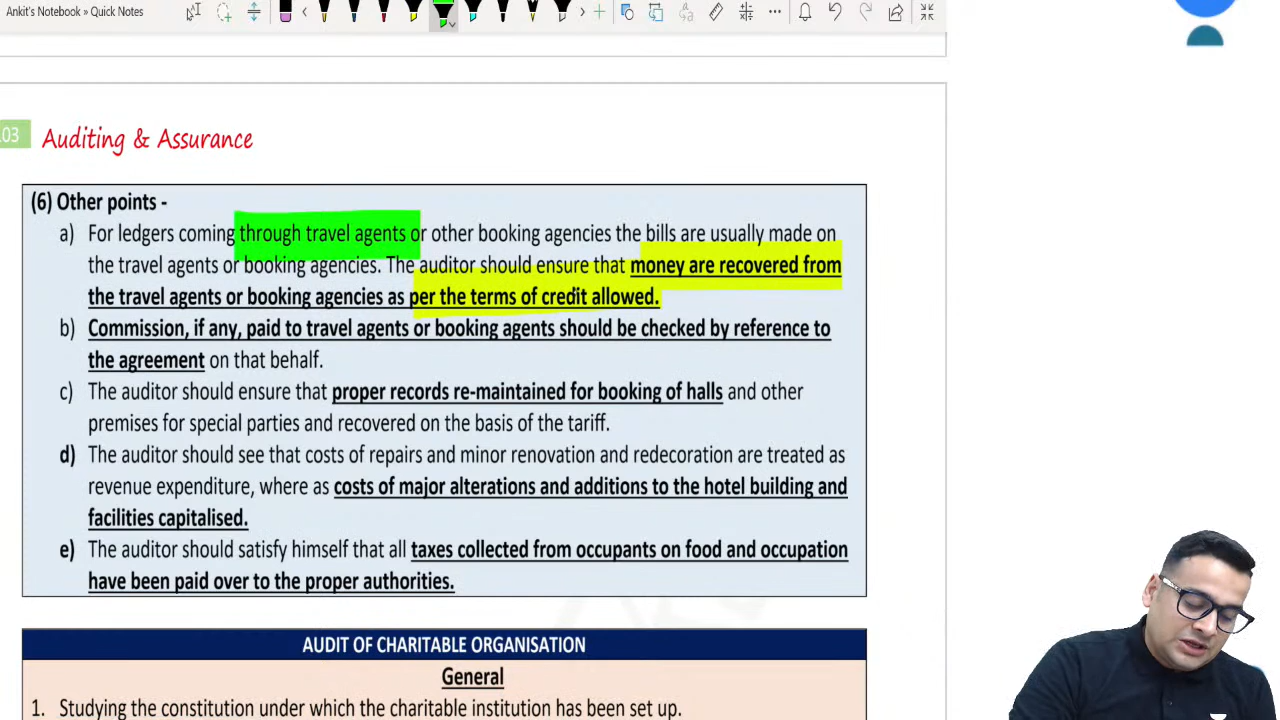 Ankit's Notebook » Quick Notes
03 Auditing & Assurance
(6) Other points -
a) For ledgers coming through travel agents or other booking agencies the bills are usually made on
the travel agents or booking agencies. The auditor should ensure that money are recovered from
the travel agents or booking agencies as per the terms of credit allowed.
b) Commission, if any, paid to travel agents or booking agents should be checked by reference to
the agreement on that behalf.
c) The auditor should ensure that proper records re-maintained for booking of halls and other
premises for special parties and recovered on the basis of the tariff.
d) The auditor should see that costs of repairs and minor renovation and redecoration are treated as
revenue expenditure, where as costs of major alterations and additions to the hotel building and
facilities capitalised.
e) The auditor should satisfy himself that all taxes collected from occupants on food and occupation
have been paid over to the proper authorities.
AUDIT OF CHARITABLE ORGANISATION
General
1. Studying the constitution under which the charitable institution has been set up.